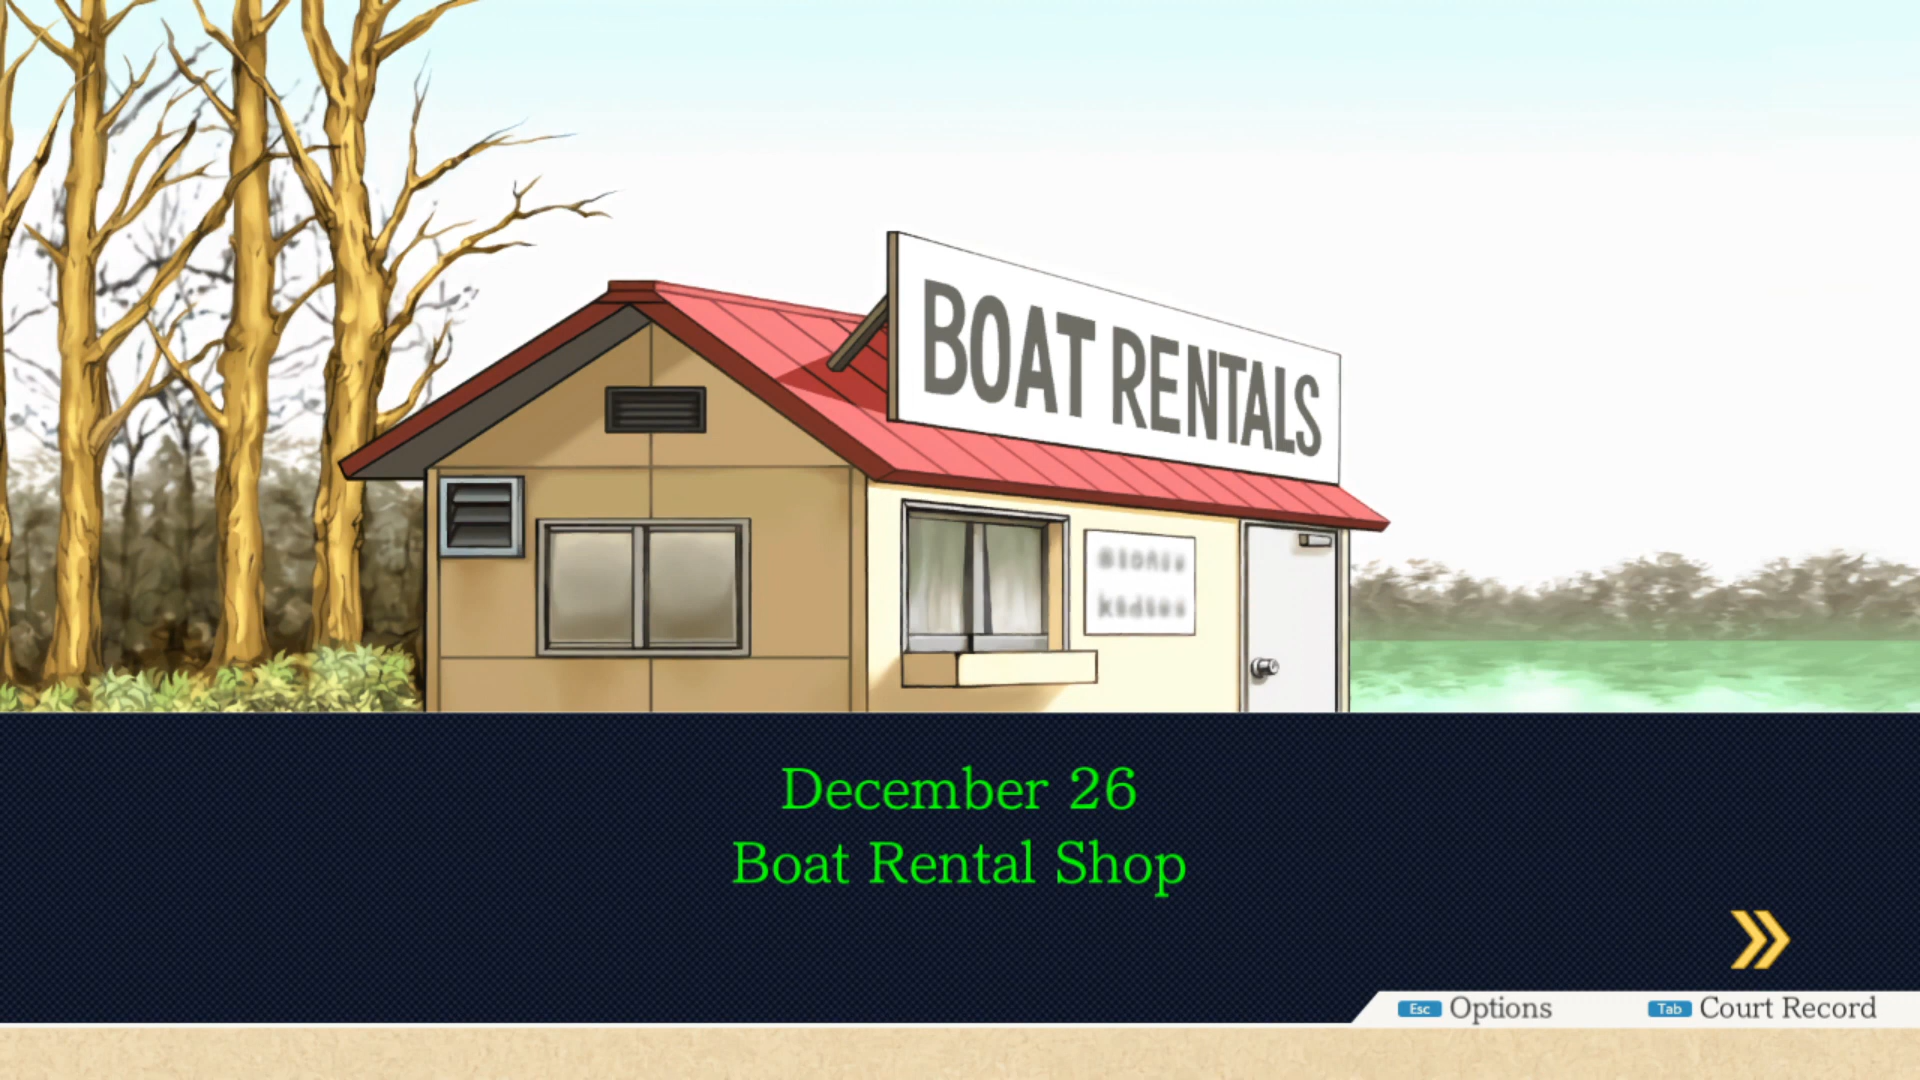 BOAT RENTALS
December 26
Boat Rental Shop
Esc Options
Tab Court Record